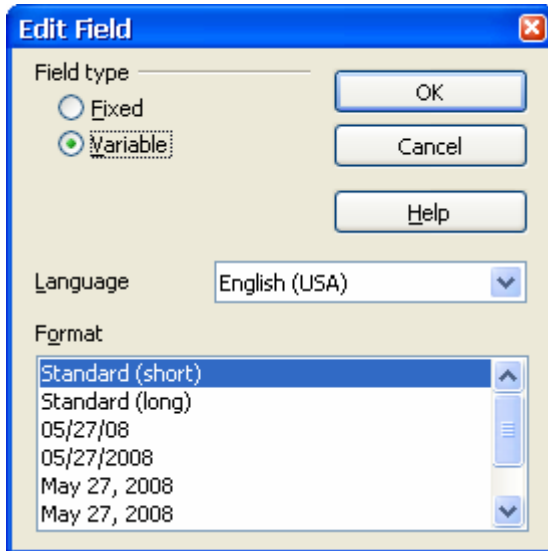 Edit Field
Field type
Fixed
Variable
OK
Cancel
Help
Language
English (USA)
Format
Standard (short)
Standard (long)
05/27/08
05/27/2008
May 27, 2008
May 27, 2008